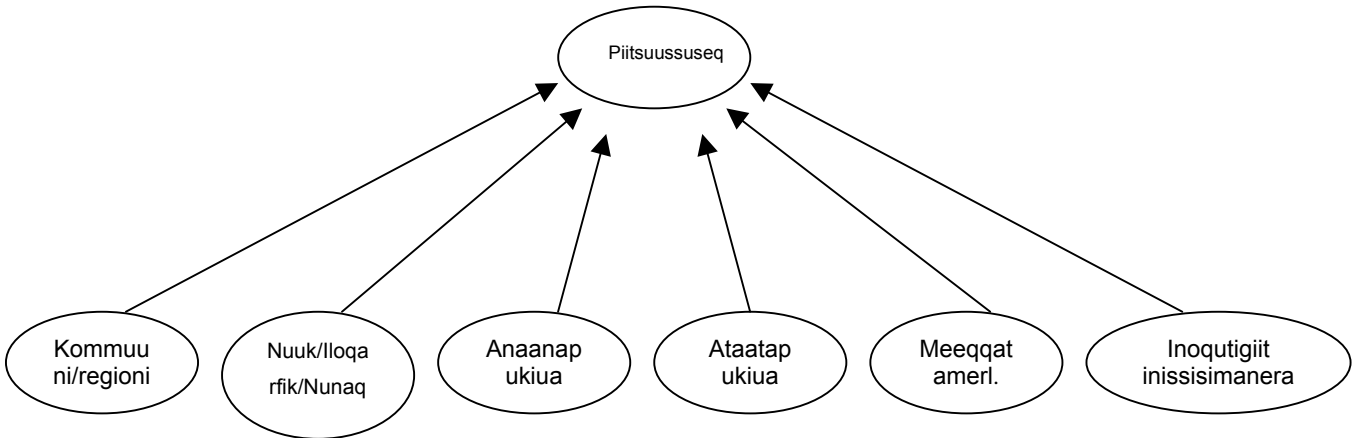 Piitsuussuseq
Kommuu
ni/regioni
Nuuk/Iloqa
rfik/Nunaq
Anaanap
ukiua
Ataatap
ukiua
Meeqqat
amerl.
Inoqutigiit
inissisimanera